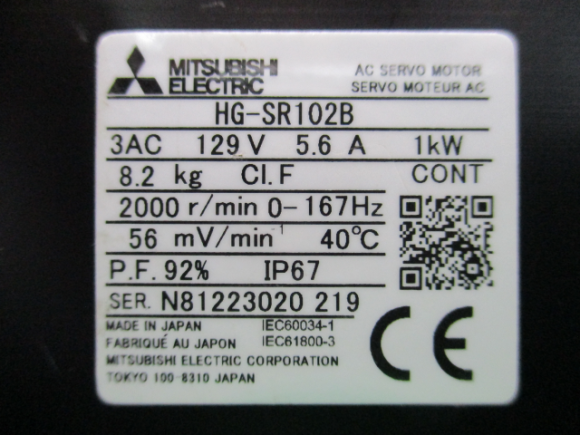 MITSUBISHI
ELECTRIC
AC SERVO MOTOR
SERVO MOTEUR AC
HG-SR102B
3AC 129 V 5.6 A 1kW
8.2 kg Cl.F CONT
2000 r/min 0-167Hz
56 mV/min⁻¹ 40℃
P.F. 92% IP67
SER. N81223020 219
MADE IN JAPAN IEC60034-1
FABRIQUÉ AU JAPON IEC61800-3
MITSUBISHI ELECTRIC CORPORATION
TOKYO 100-8310 JAPAN
CE